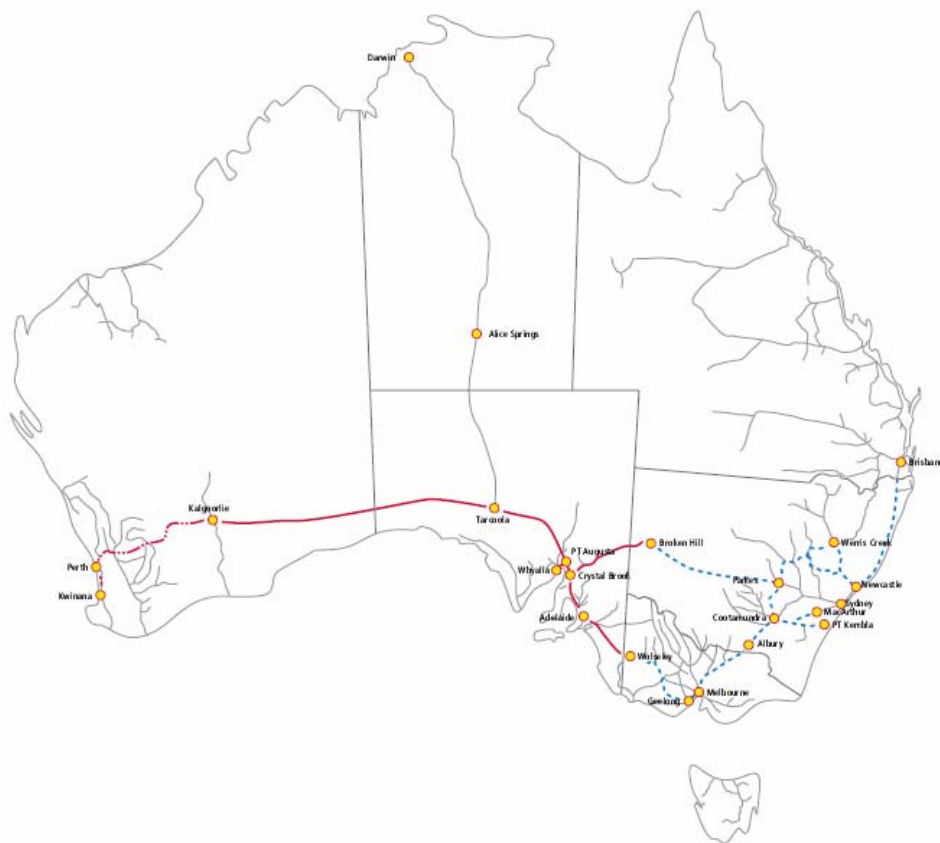 Darwin
Alice Springs
Brisban
Kalgoorlie
Tarcoola
Broken Hill
Werris Creek
PT Augusta
Whyalla
Crystal Brook
Perth
Parkes
Newcastle
Kwinana
Sydney
MacArthur
Adelaide
Cootamundra
PT Kembla
Albury
Wolseley
Melbourne
Geelong